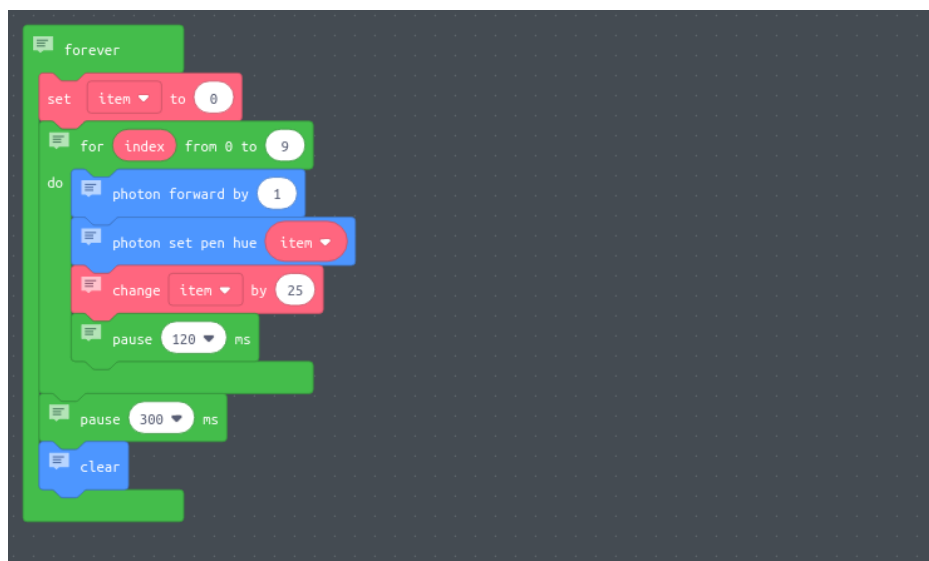 forever
set item to 0
for index from 0 to 9
do
photon forward by 1
photon set pen hue item
change item by 25
pause 120 ms
pause 300 ms
clear